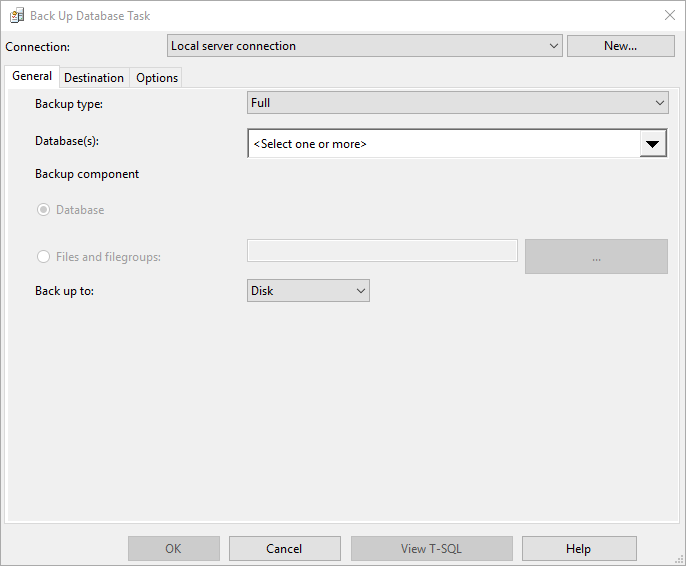 Back Up Database Task
Connection: Local server connection New...
General Destination Options
Backup type: Full
Database(s): <Select one or more>
Backup component
Database
Files and filegroups: ...
Back up to: Disk
OK Cancel View T-SQL Help